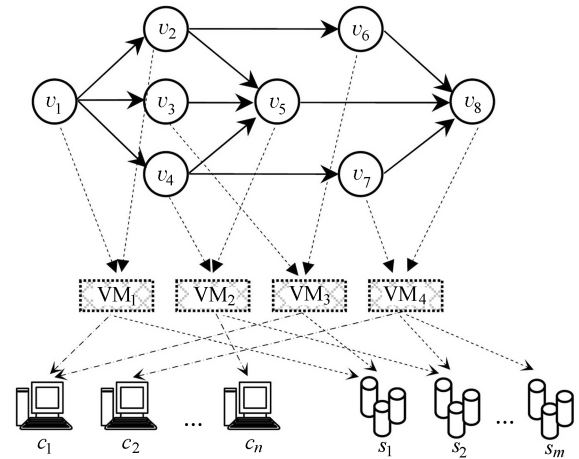 v2 v6
v1 v3 v5 v8
v4 v7
VM1 VM2 VM3 VM4
... ...
c1 c2 cn s1 s2 sm